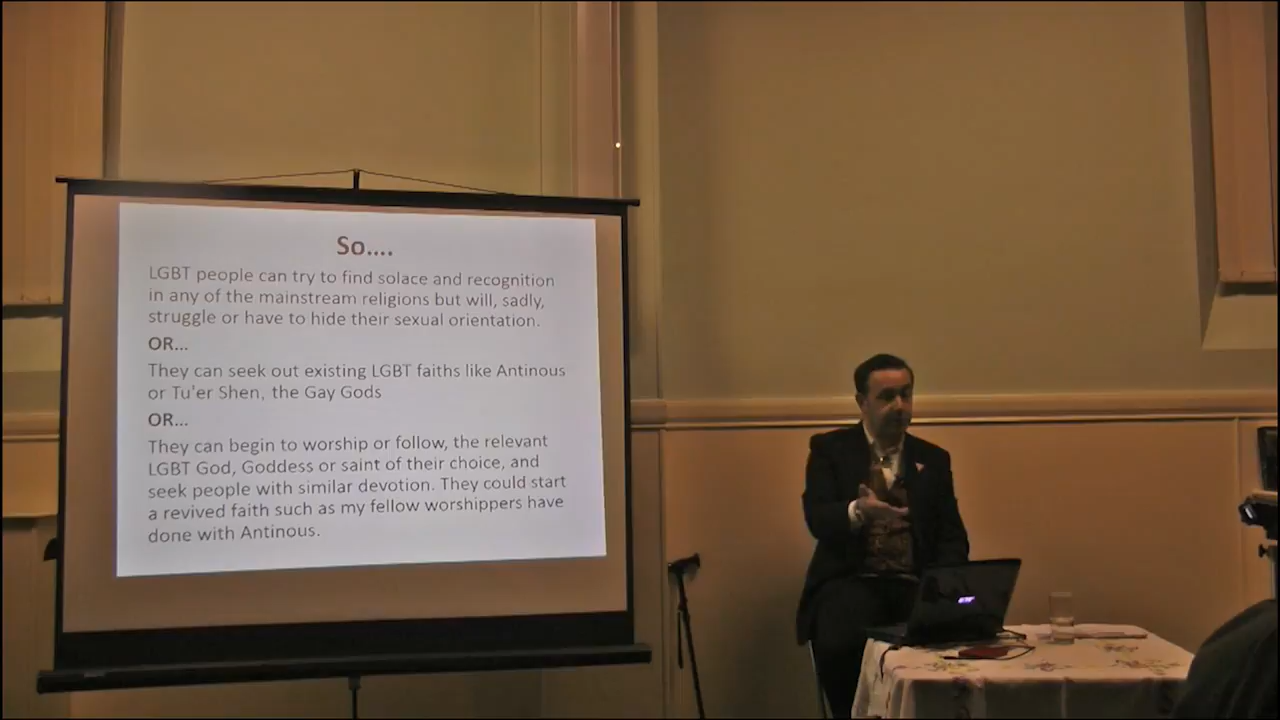 So....
LGBT people can try to find solace and recognition
in any of the mainstream religions but will, sadly,
struggle or have to hide their sexual orientation.
OR...
They can seek out existing LGBT faiths like Antinous
or Tu'er Shen, the Gay Gods
OR...
They can begin to worship or follow, the relevant
LGBT God, Goddess or saint of their choice, and
seek people with similar devotion. They could start
a revived faith such as my fellow worshippers have
done with Antinous.